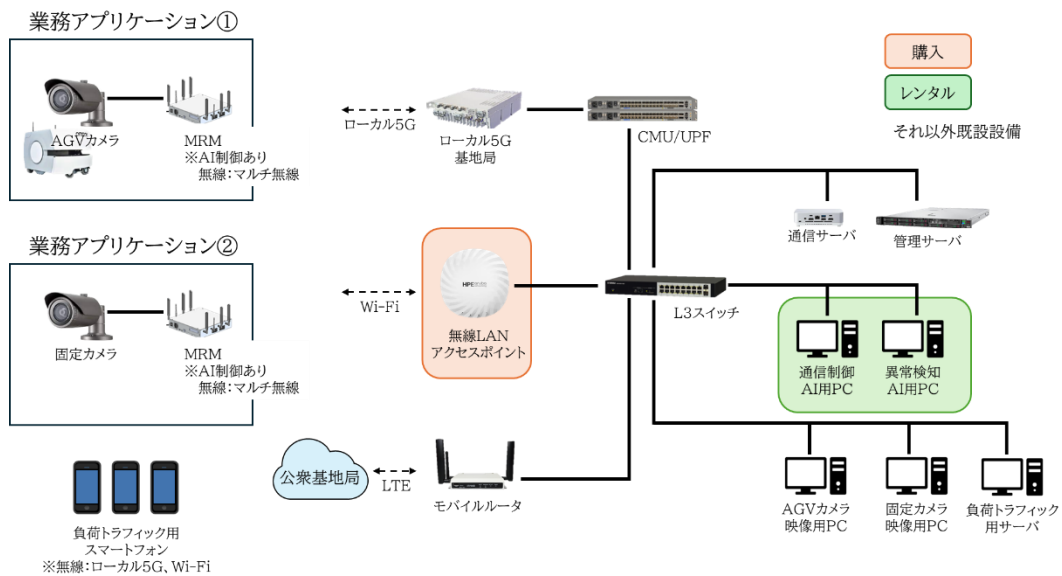 業務アプリケーション①
AGVカメラ
MRM
※AI制御あり
無線:マルチ無線
ローカル5G
ローカル5G
基地局
CMU/UPF
購入
レンタル
それ以外既設設備
通信サーバ
管理サーバ
業務アプリケーション②
固定カメラ
MRM
※AI制御あり
無線:マルチ無線
Wi-Fi
無線LAN
アクセスポイント
L3スイッチ
通信制御
AI用PC
異常検知
AI用PC
公衆基地局
LTE
モバイルルータ
AGVカメラ
映像用PC
固定カメラ
映像用PC
負荷トラフィック
用サーバ
負荷トラフィック用
スマートフォン
※無線:ローカル5G、Wi-Fi